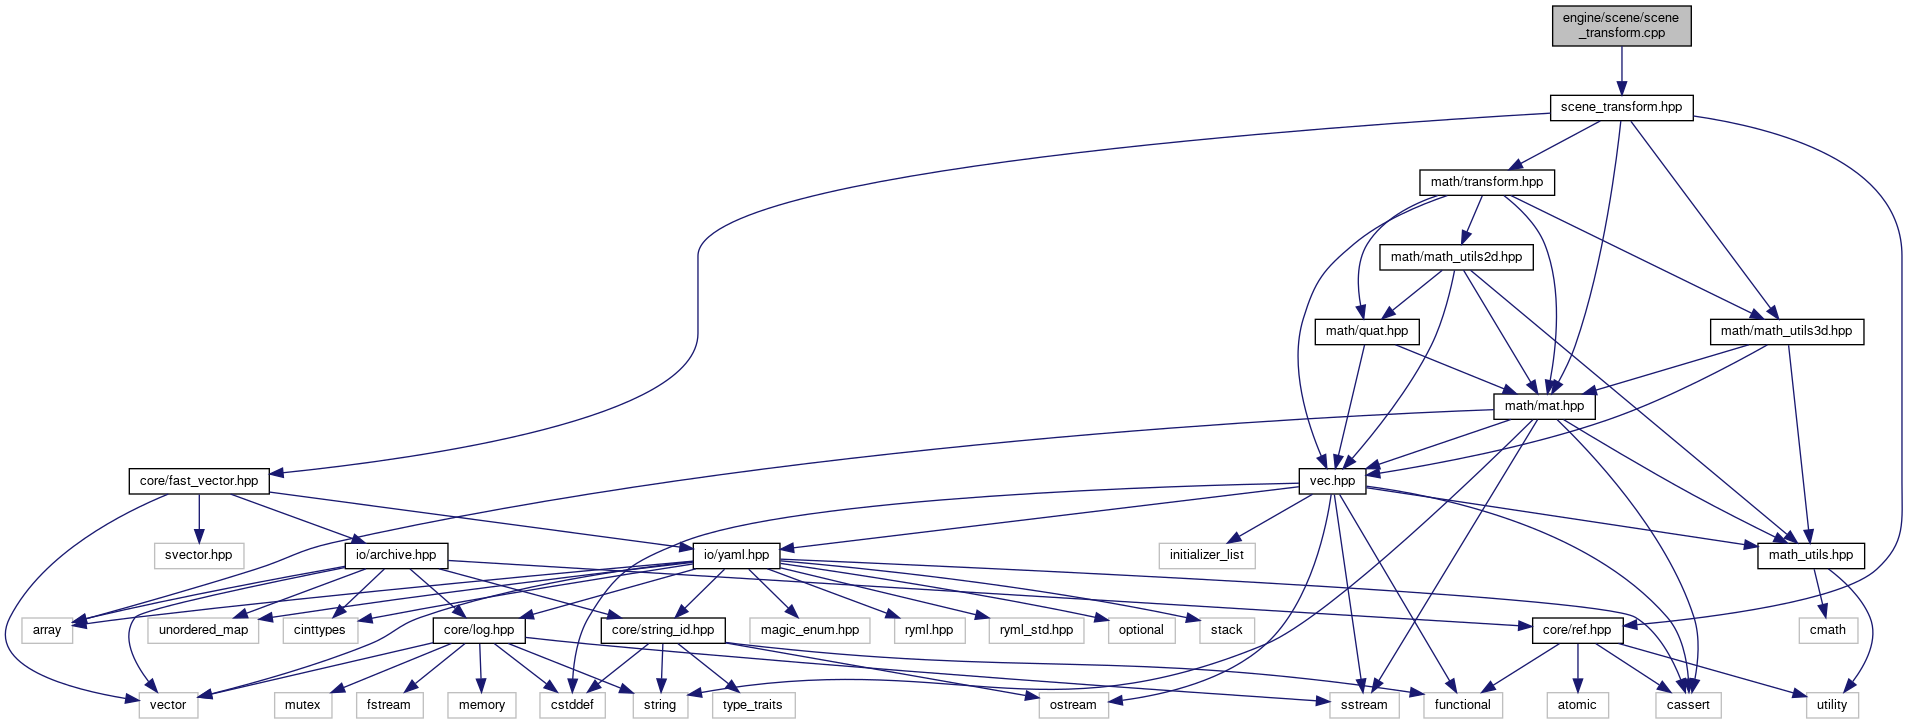 engine/scene/scene
_transform.cpp
scene_transform.hpp
math/transform.hpp
math/math_utils2d.hpp
math/quat.hpp
math/math_utils3d.hpp
math/mat.hpp
core/fast_vector.hpp
vec.hpp
svector.hpp
io/archive.hpp
io/yaml.hpp
initializer_list
math_utils.hpp
array
unordered_map
cinttypes
core/log.hpp
core/string_id.hpp
magic_enum.hpp
ryml.hpp
ryml_std.hpp
optional
stack
core/ref.hpp
cmath
vector
mutex
fstream
memory
cstddef
string
type_traits
ostream
sstream
functional
atomic
cassert
utility